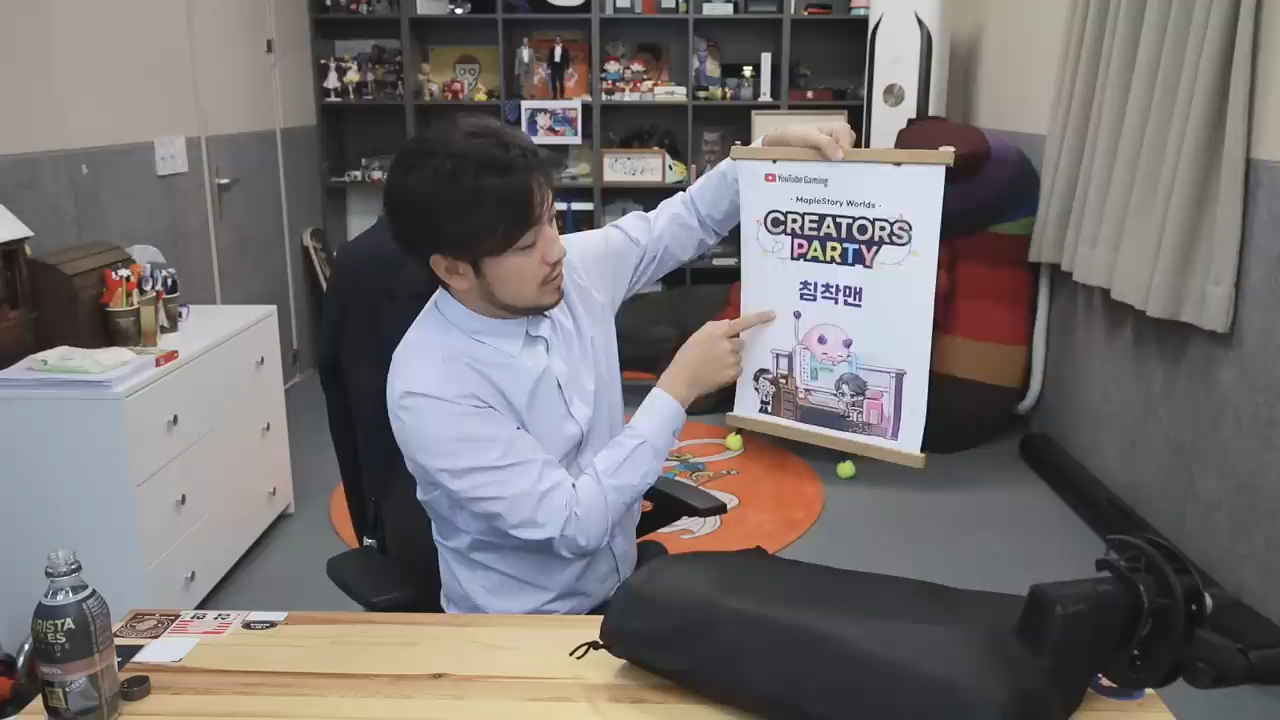 YouTube Gaming
- MapleStory Worlds -
CREATORS
PARTY
침착맨